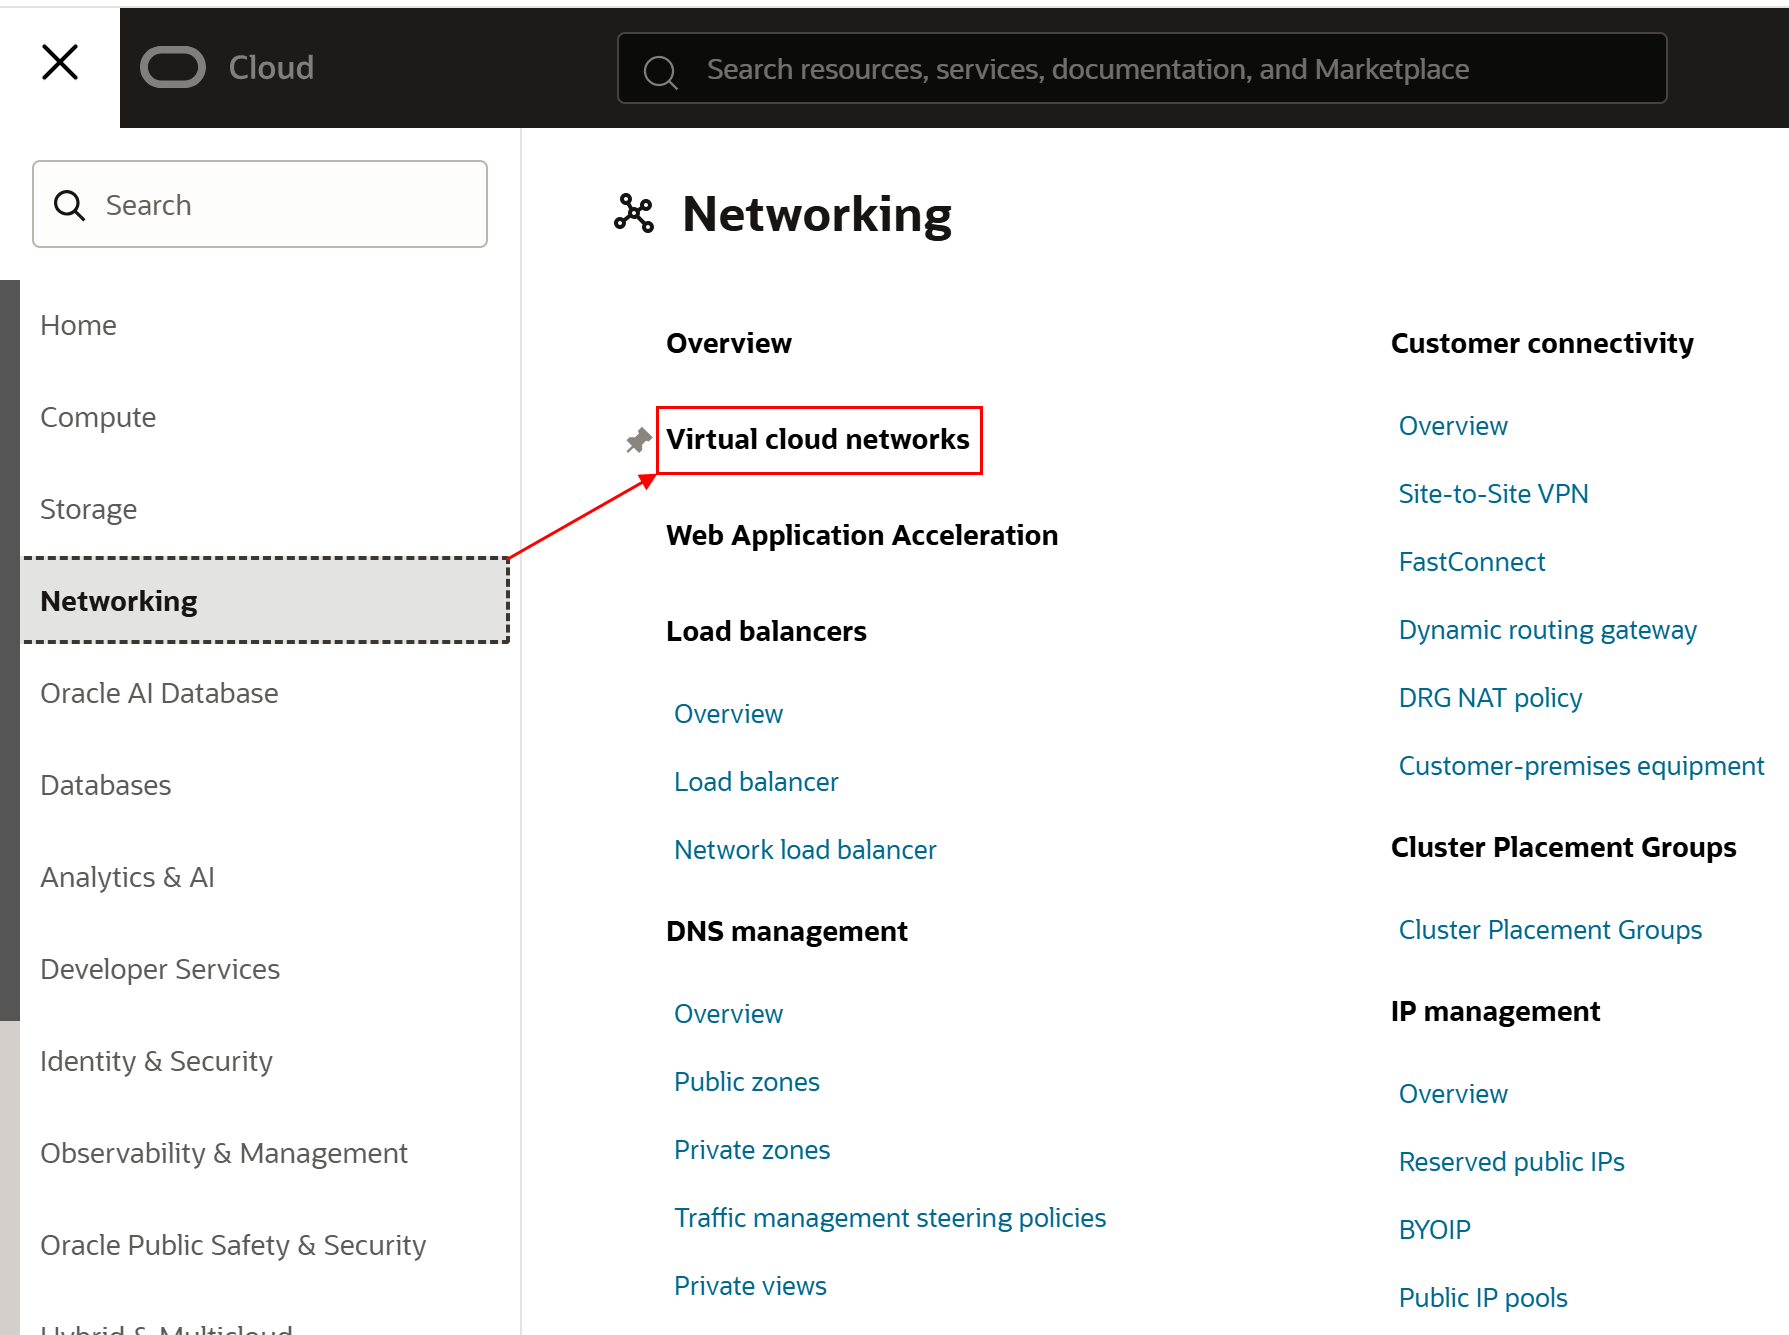 Cloud
Search resources, services, documentation, and Marketplace
Search
Home
Compute
Storage
Networking
Oracle AI Database
Databases
Analytics & AI
Developer Services
Identity & Security
Observability & Management
Oracle Public Safety & Security
Hybrid & Multicloud
Networking
Overview
Virtual cloud networks
Web Application Acceleration
Load balancers
Overview
Load balancer
Network load balancer
DNS management
Overview
Public zones
Private zones
Traffic management steering policies
Private views
Customer connectivity
Overview
Site-to-Site VPN
FastConnect
Dynamic routing gateway
DRG NAT policy
Customer-premises equipment
Cluster Placement Groups
Cluster Placement Groups
IP management
Overview
Reserved public IPs
BYOIP
Public IP pools